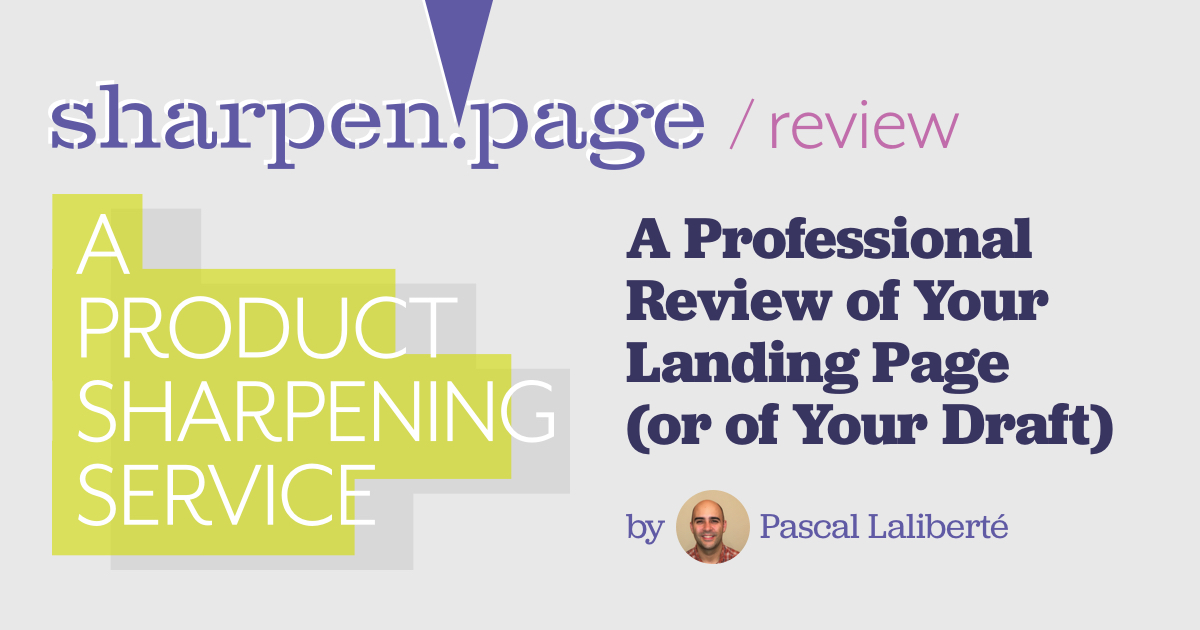 sharpen.page / review
A
PRODUCT
SHARPENING
SERVICE
A Professional
Review of Your
Landing Page
(or of Your Draft)
by Pascal Laliberté